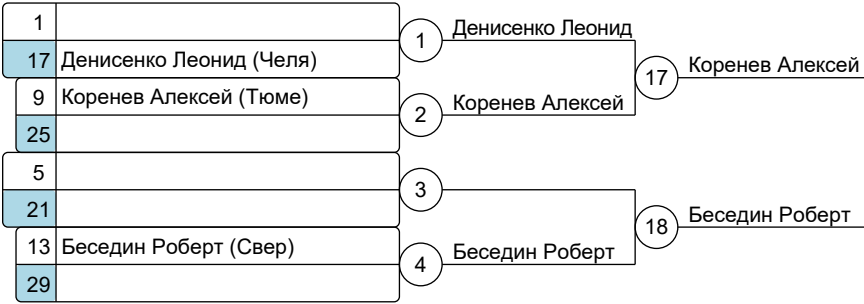 1
1 Денисенко Леонид
17 Денисенко Леонид (Челя)
17 Коренев Алексей
9 Коренев Алексей (Тюме)
2 Коренев Алексей
25
5
3
21
18 Беседин Роберт
13 Беседин Роберт (Свер)
4 Беседин Роберт
29